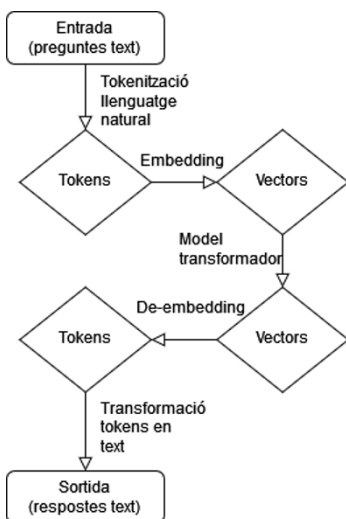 Entrada
(preguntes text)
Tokenització
llenguatge
natural
Tokens
Embedding
Vectors
Model
transformador
Vectors
De-embedding
Tokens
Transformació
tokens en
text
Sortida
(respostes text)